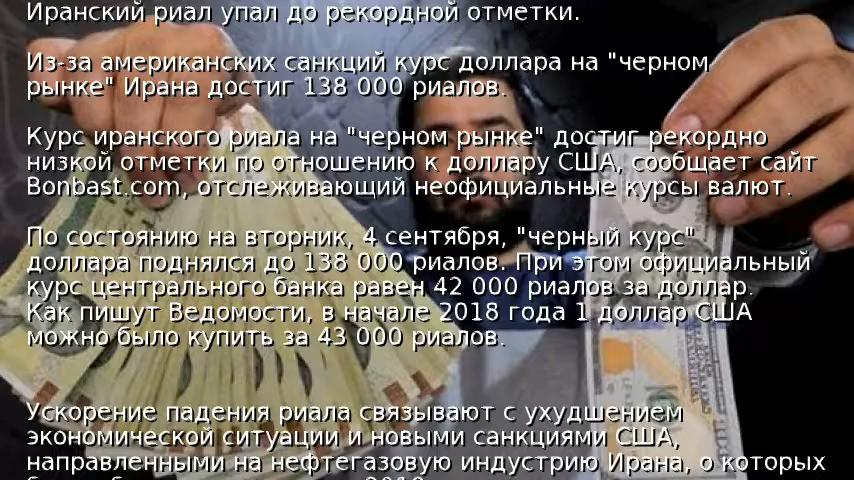 Иранский риал упал до рекордной отметки.
Из-за американских санкций курс доллара на "черном
рынке" Ирана достиг 138 000 риалов.
Курс иранского риала на "черном рынке" достиг рекордно
низкой отметки по отношению к доллару США, сообщает сайт
Bonbast.com, отслеживающий неофициальные курсы валют.
По состоянию на вторник, 4 сентября, "черный курс"
доллара поднялся до 138 000 риалов. При этом официальный
курс центрального банка равен 42 000 риалов за доллар.
Как пишут Ведомости, в начале 2018 года 1 доллар США
можно было купить за 43 000 риалов.
Ускорение падения риала связывают с ухудшением
экономической ситуации и новыми санкциями США,
направленными на нефтегазовую индустрию Ирана, о которых